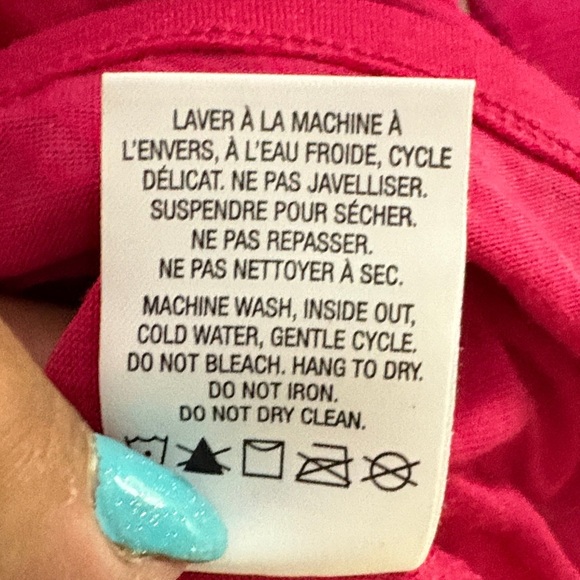 LAVER À LA MACHINE À
L'ENVERS, À L'EAU FROIDE, CYCLE
DÉLICAT. NE PAS JAVELLISER.
SUSPENDRE POUR SÉCHER.
NE PAS REPASSER.
NE PAS NETTOYER À SEC.
MACHINE WASH, INSIDE OUT,
COLD WATER, GENTLE CYCLE.
DO NOT BLEACH. HANG TO DRY.
DO NOT IRON.
DO NOT DRY CLEAN.